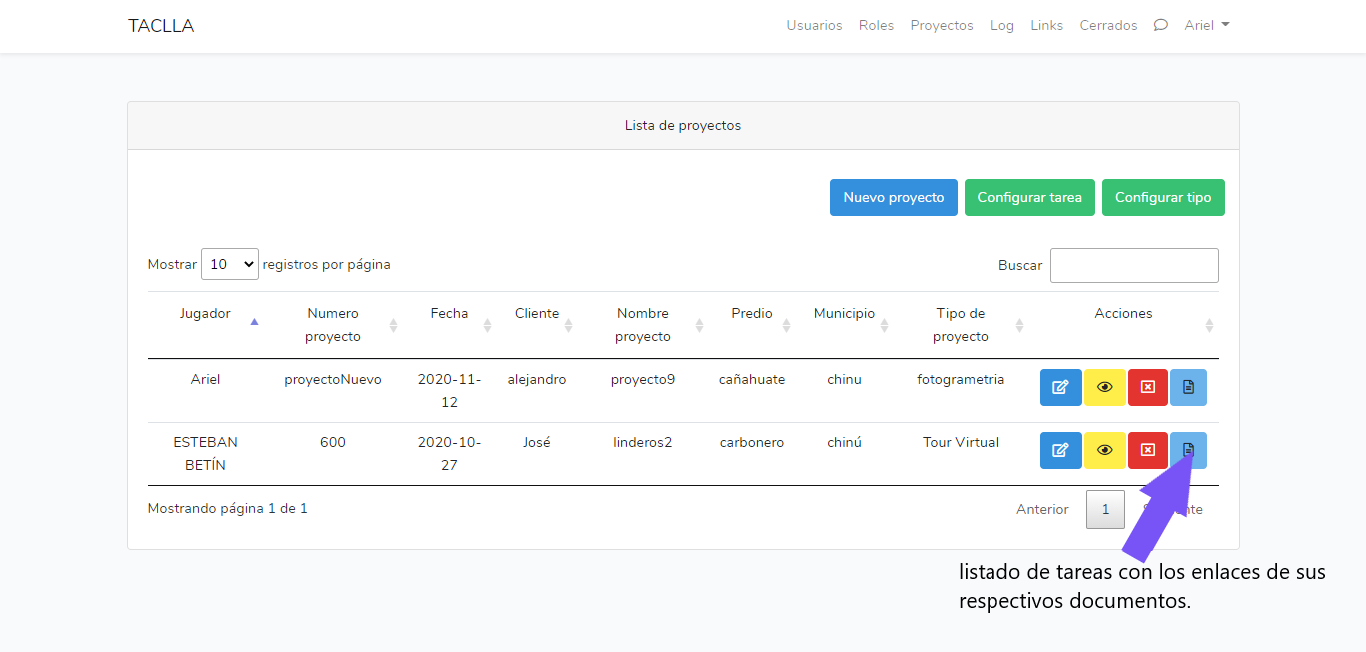 TACLLA
Usuarios Roles Proyectos Log Links Cerrados Ariel
Lista de proyectos
Nuevo proyecto Configurar tarea Configurar tipo
Mostrar 10 registros por página
Buscar
Jugador Numero proyecto Fecha Cliente Nombre proyecto Predio Municipio Tipo de proyecto Acciones
Ariel proyectoNuevo 2020-11-12 alejandro proyecto9 cañahuate chinu fotogrametria
ESTEBAN BETÍN 600 2020-10-27 José linderos2 carbonero chinú Tour Virtual
Mostrando página 1 de 1
Anterior 1
listado de tareas con los enlaces de sus
respectivos documentos.